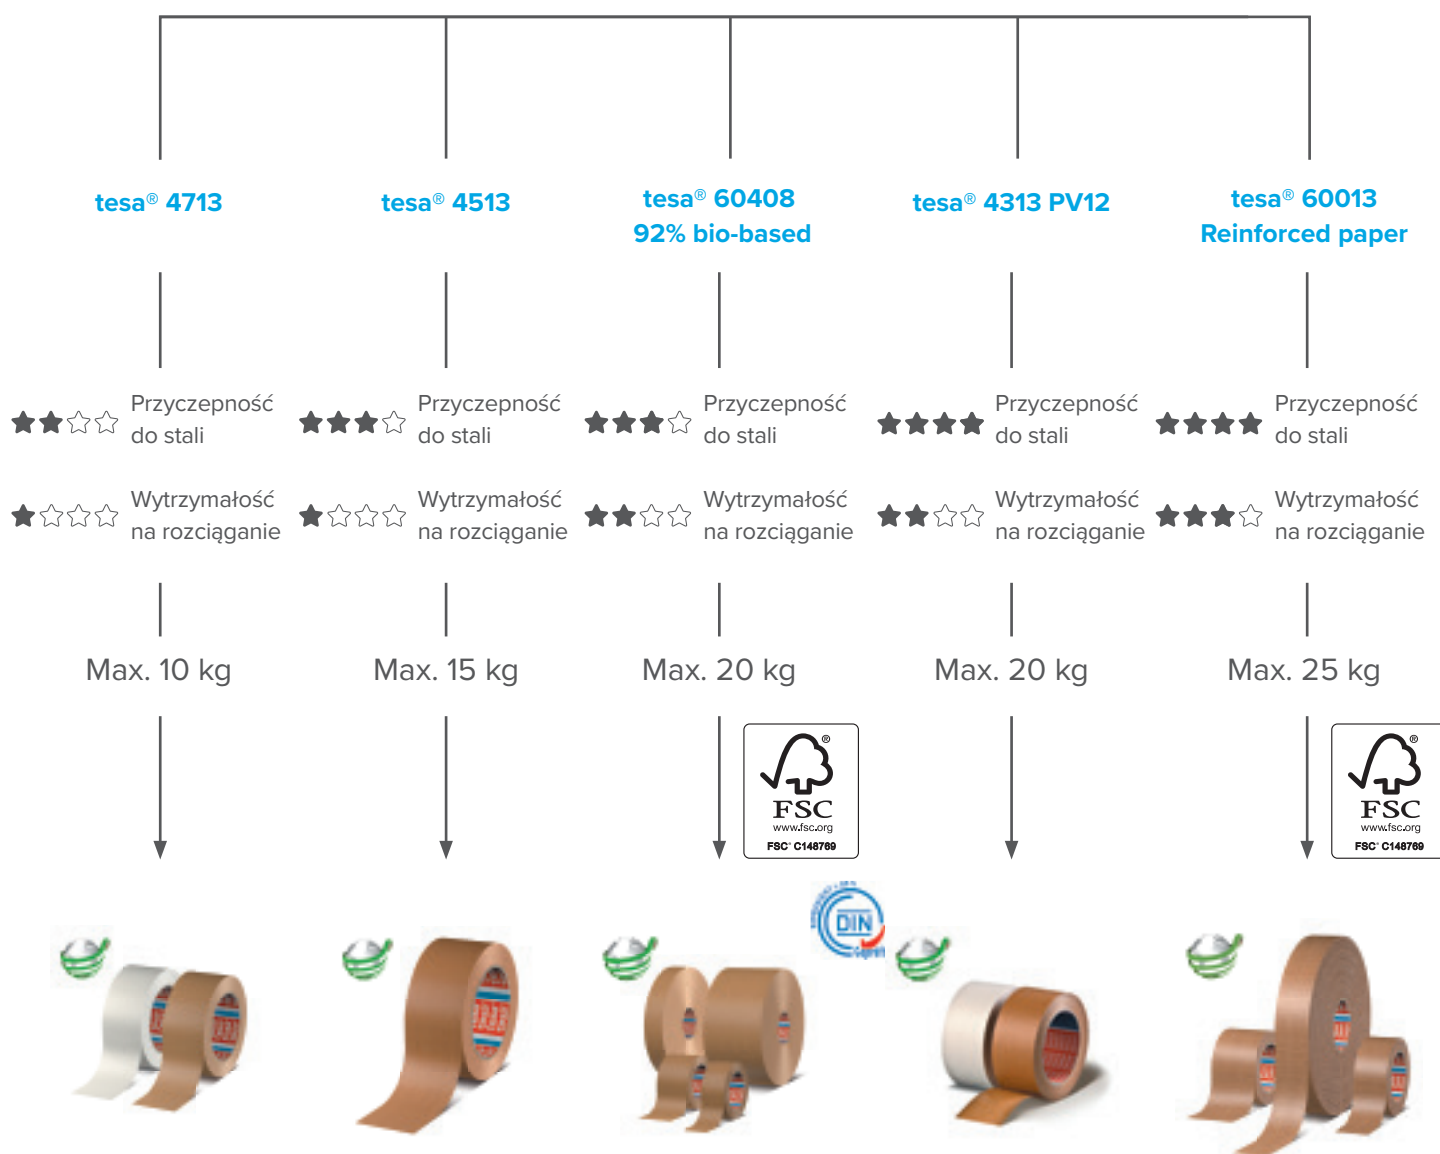 tesa® 4713
tesa® 4513
tesa® 60408
92% bio-based
tesa® 4313 PV12
tesa® 60013
Reinforced paper
Przyczepność
do stali
Przyczepność
do stali
Przyczepność
do stali
Przyczepność
do stali
Przyczepność
do stali
Wytrzymałość
na rozciąganie
Wytrzymałość
na rozciąganie
Wytrzymałość
na rozciąganie
Wytrzymałość
na rozciąganie
Wytrzymałość
na rozciąganie
Max. 10 kg
Max. 15 kg
Max. 20 kg
Max. 20 kg
Max. 25 kg
®
FSC
www.fsc.org
FSC® C148769
®
FSC
www.fsc.org
FSC® C148769
DIN